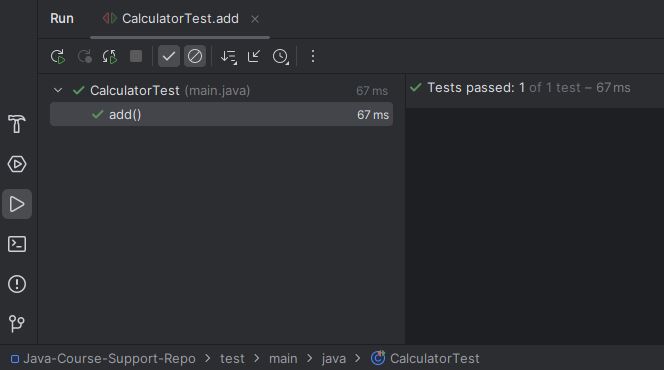 Run CalculatorTest.add
CalculatorTest (main.java) 67 ms
Tests passed: 1 of 1 test – 67 ms
add() 67 ms
Java-Course-Support-Repo > test > main > java > CalculatorTest